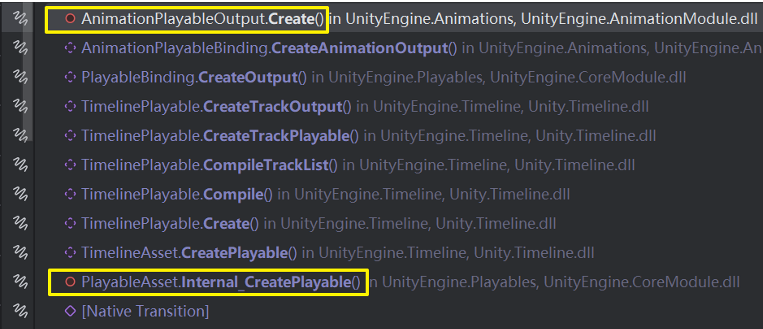 AnimationPlayableOutput.Create() in UnityEngine.Animations, UnityEngine.AnimationModule.dll
AnimationPlayableBinding.CreateAnimationOutput() in UnityEngine.Animations, UnityEngine.An
PlayableBinding.CreateOutput() in UnityEngine.Playables, UnityEngine.CoreModule.dll
TimelinePlayable.CreateTrackOutput() in UnityEngine.Timeline, Unity.Timeline.dll
TimelinePlayable.CreateTrackPlayable() in UnityEngine.Timeline, Unity.Timeline.dll
TimelinePlayable.CompileTrackList() in UnityEngine.Timeline, Unity.Timeline.dll
TimelinePlayable.Compile() in UnityEngine.Timeline, Unity.Timeline.dll
TimelinePlayable.Create() in UnityEngine.Timeline, Unity.Timeline.dll
TimelineAsset.CreatePlayable() in UnityEngine.Timeline, Unity.Timeline.dll
PlayableAsset.Internal_CreatePlayable() in UnityEngine.Playables, UnityEngine.CoreModule.dll
[Native Transition]